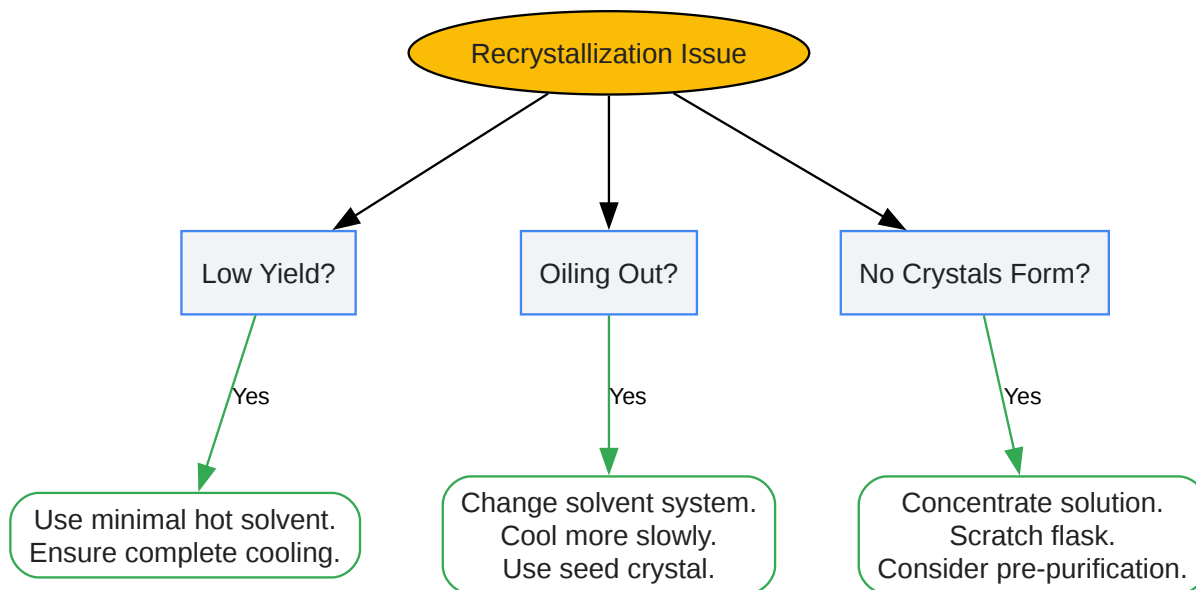 Recrystallization Issue
Low Yield?
Oiling Out?
No Crystals Form?
Yes
Yes
Yes
Use minimal hot solvent.
Ensure complete cooling.
Change solvent system.
Cool more slowly.
Use seed crystal.
Concentrate solution.
Scratch flask.
Consider pre-purification.